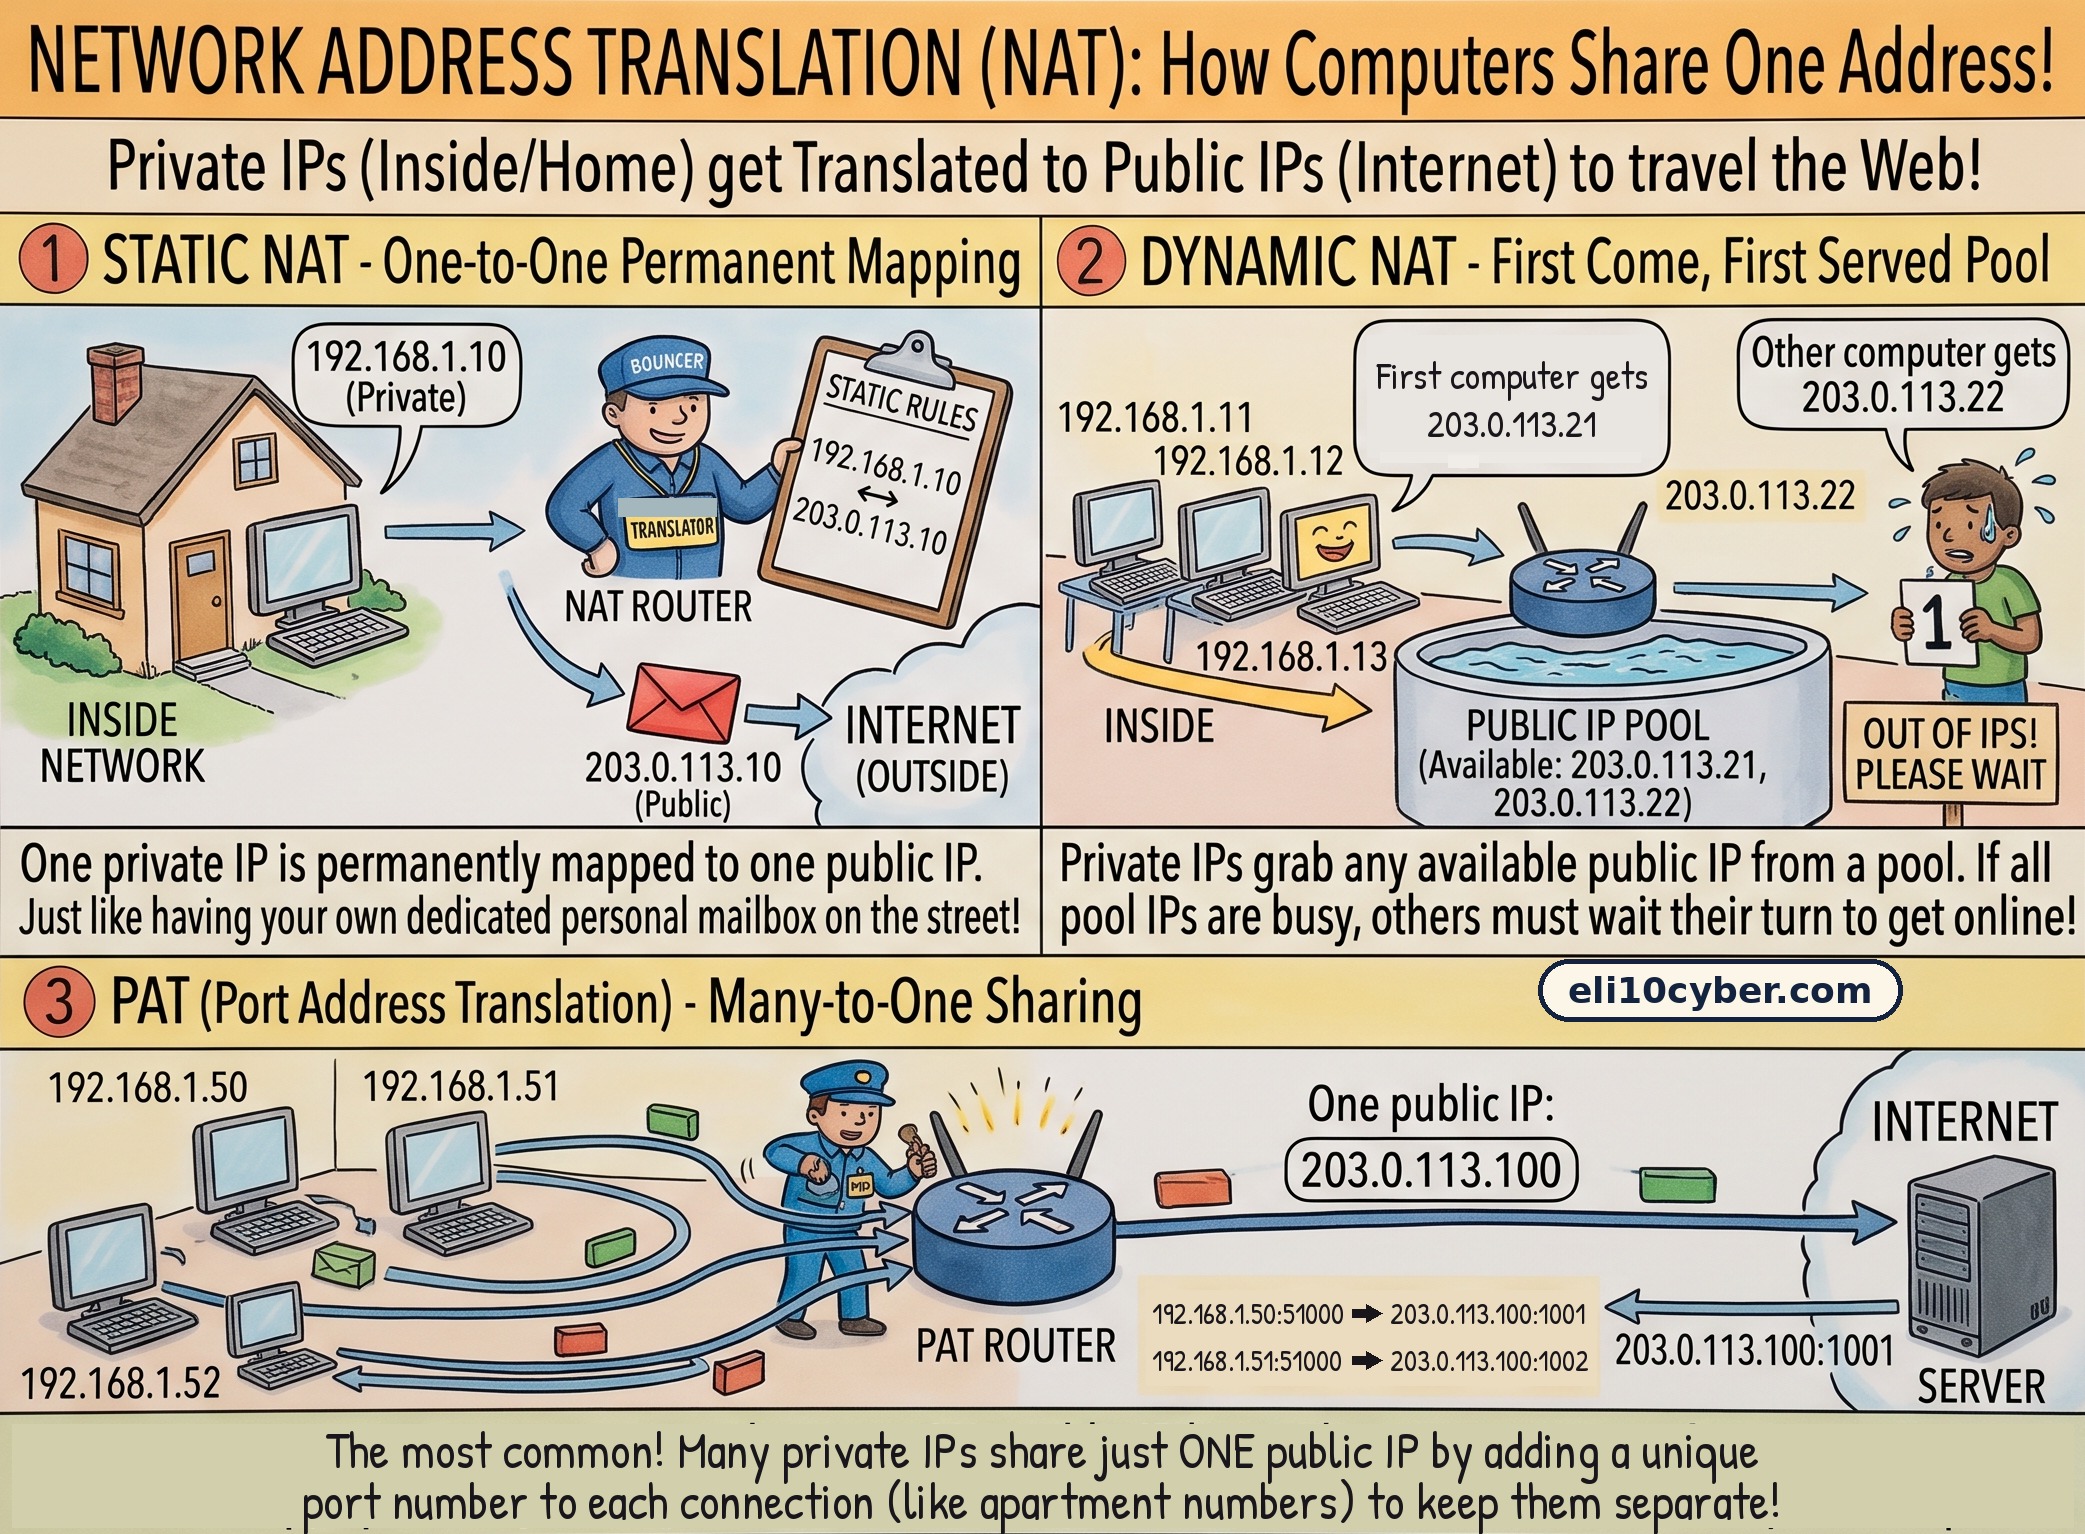 NETWORK ADDRESS TRANSLATION (NAT): How Computers Share One Address!
Private IPs (Inside/Home) get Translated to Public IPs (Internet) to travel the Web!
1 STATIC NAT - One-to-One Permanent Mapping
192.168.1.10
(Private)
BOUNCER
TRANSLATOR
NAT ROUTER
STATIC RULES
192.168.1.10
↔
203.0.113.10
INSIDE
NETWORK
203.0.113.10
(Public)
INTERNET
(OUTSIDE)
One private IP is permanently mapped to one public IP.
Just like having your own dedicated personal mailbox on the street!
2 DYNAMIC NAT - First Come, First Served Pool
192.168.1.11
192.168.1.12
First computer gets
203.0.113.21
Other computer gets
203.0.113.22
203.0.113.22
1
192.168.1.13
INSIDE
PUBLIC IP POOL
(Available: 203.0.113.21,
203.0.113.22)
OUT OF IPS!
PLEASE WAIT
Private IPs grab any available public IP from a pool. If all
pool IPs are busy, others must wait their turn to get online!
3 PAT (Port Address Translation) - Many-to-One Sharing
eli10cyber.com
192.168.1.50
192.168.1.51
192.168.1.52
MP
PAT ROUTER
One public IP:
203.0.113.100
192.168.1.50:51000 ➡ 203.0.113.100:1001
192.168.1.51:51000 ➡ 203.0.113.100:1002
203.0.113.100:1001
INTERNET
SERVER
The most common! Many private IPs share just ONE public IP by adding a unique
port number to each connection (like apartment numbers) to keep them separate!